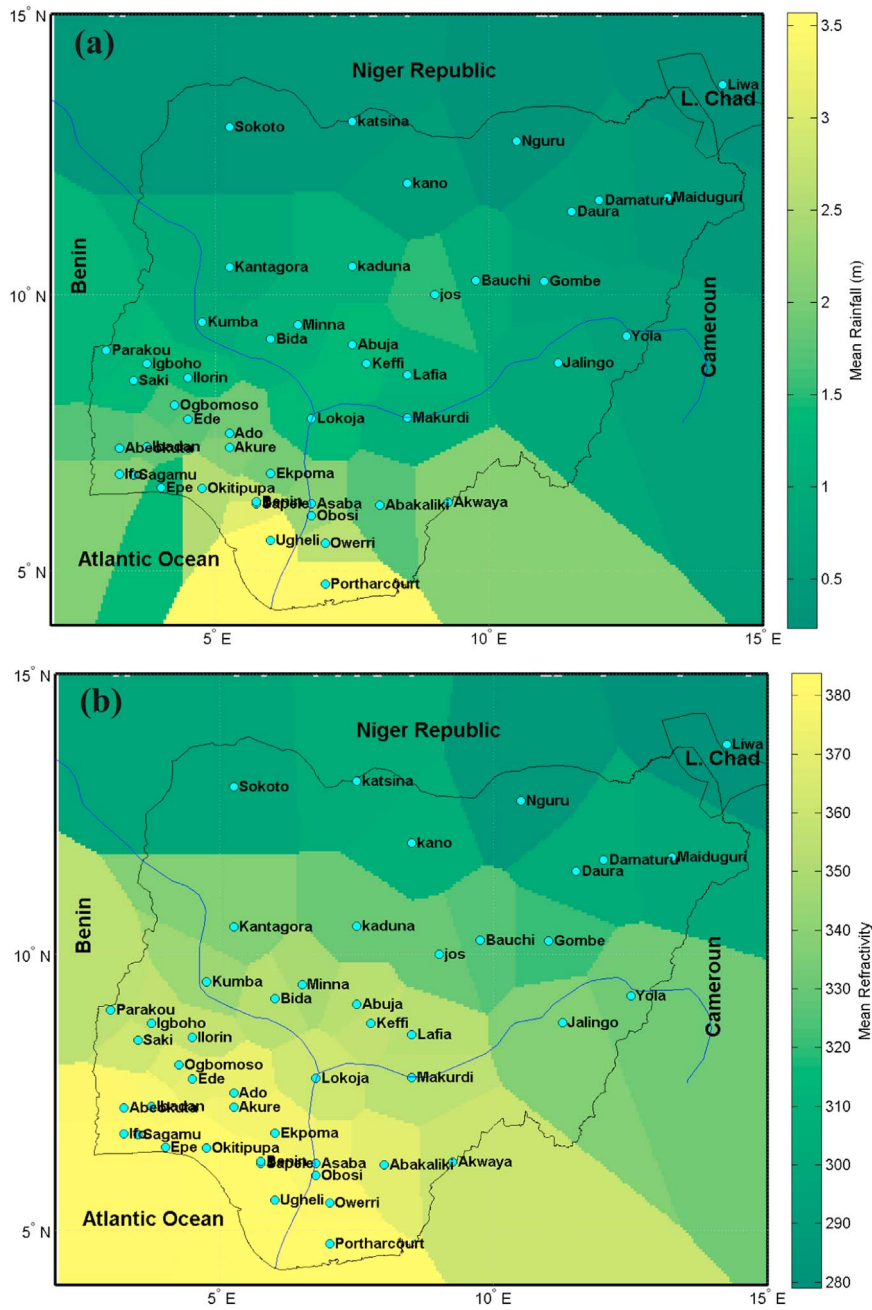 (a)
15° N
10° N
5° N
5° E
10° E
15° E
Niger Republic
L. Chad
Benin
Cameroun
Atlantic Ocean
Liwa
Sokoto
katsina
Nguru
kano
Damaturu
Maiduguri
Daura
Kantagora
kaduna
Bauchi
Gombe
jos
Kumba
Minna
Bida
Abuja
Yola
Parakou
Igboho
Saki
Ilorin
Keffi
Lafia
Jalingo
Ogbomoso
Ede
Lokoja
Makurdi
Ado
Abeokuta
Ibadan
Akure
Ifo
Sagamu
Ekpoma
Epe
Okitipupa
Benin
Sapele
Asaba
Abakaliki
Akwaya
Obosi
Ugheli
Owerri
Portharcourt
3.5
3
2.5
2
1.5
1
0.5
Mean Rainfall (m)
(b)
15° N
10° N
5° N
5° E
10° E
15° E
Niger Republic
L. Chad
Benin
Cameroun
Atlantic Ocean
Liwa
Sokoto
katsina
Nguru
kano
Damaturu
Maiduguri
Daura
Kantagora
kaduna
Bauchi
Gombe
jos
Kumba
Minna
Bida
Abuja
Yola
Parakou
Igboho
Saki
Ilorin
Keffi
Lafia
Jalingo
Ogbomoso
Ede
Lokoja
Makurdi
Ado
Abeokuta
Ibadan
Akure
Ifo
Sagamu
Ekpoma
Epe
Okitipupa
Benin
Sapele
Asaba
Abakaliki
Akwaya
Obosi
Ugheli
Owerri
Portharcourt
380
370
360
350
340
330
320
310
300
290
280
Mean Refractivity